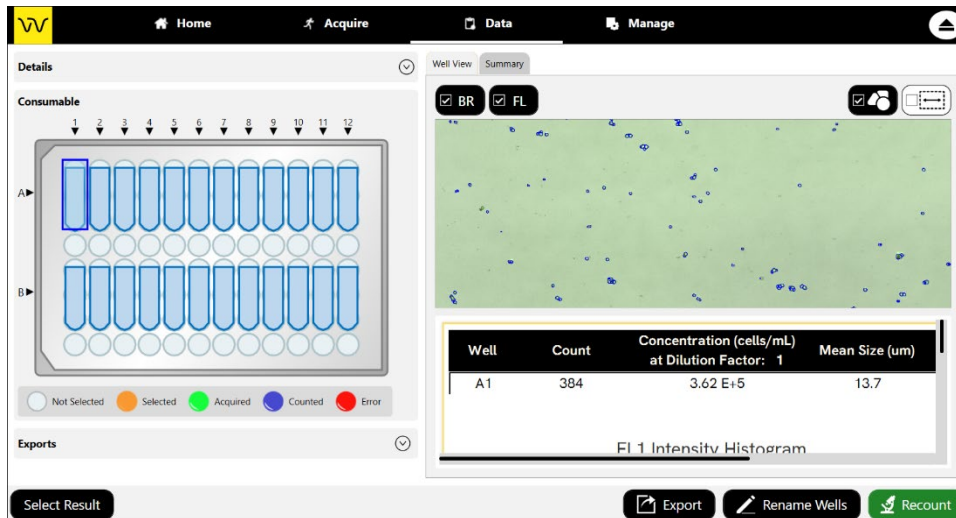 Home Acquire Data Manage
Details
Well View Summary
Consumable
BR FL
1 2 3 4 5 6 7 8 9 10 11 12
A
B
Well Count Concentration (cells/mL) at Dilution Factor: 1 Mean Size (um)
A1 384 3.62 E+5 13.7
Not Selected Selected Acquired Counted Error
Exports
FL1 Intensity Histogram
Select Result Export Rename Wells Recount